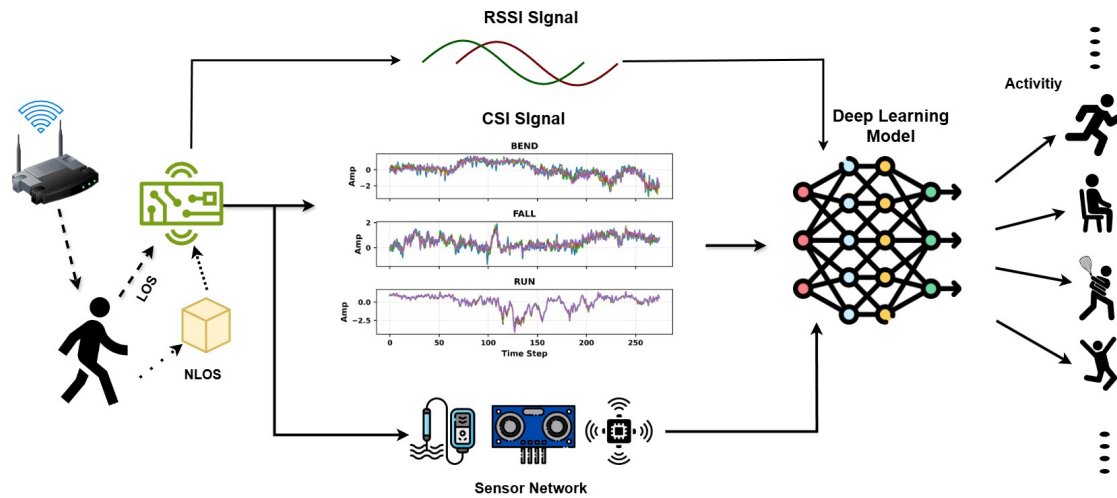 RSSI SIgnal
CSI SIgnal
BEND
Amp
0
−2
FALL
Amp
2
0
RUN
Amp
0.0
−2.5
0 50 100 150 200 250
Time Step
LOS
NLOS
Sensor Network
Deep Learning
Model
Activitiy